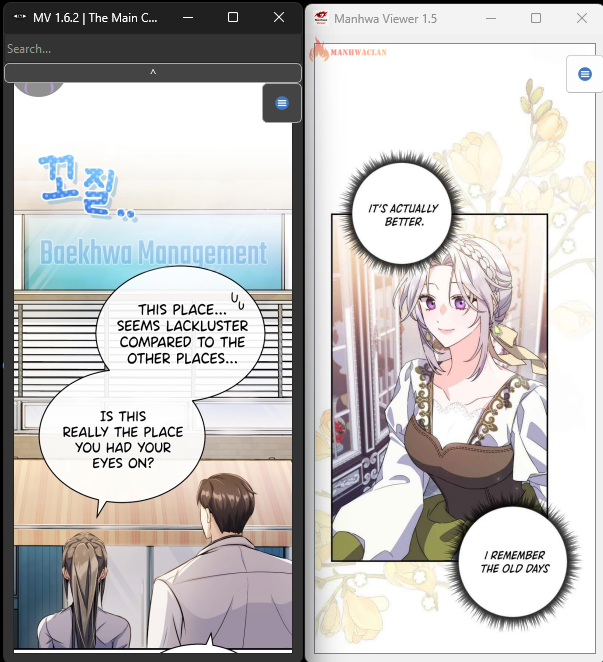 MV 1.6.2 | The Main C...
Search...
^
꼬질..
Baekhwa Management
THIS PLACE...
SEEMS LACKLUSTER
COMPARED TO THE
OTHER PLACES...
IS THIS
REALLY THE PLACE
YOU HAD YOUR
EYES ON?
Manhwa Viewer 1.5
MANHWACLAN
IT'S ACTUALLY
BETTER.
I REMEMBER
THE OLD DAYS